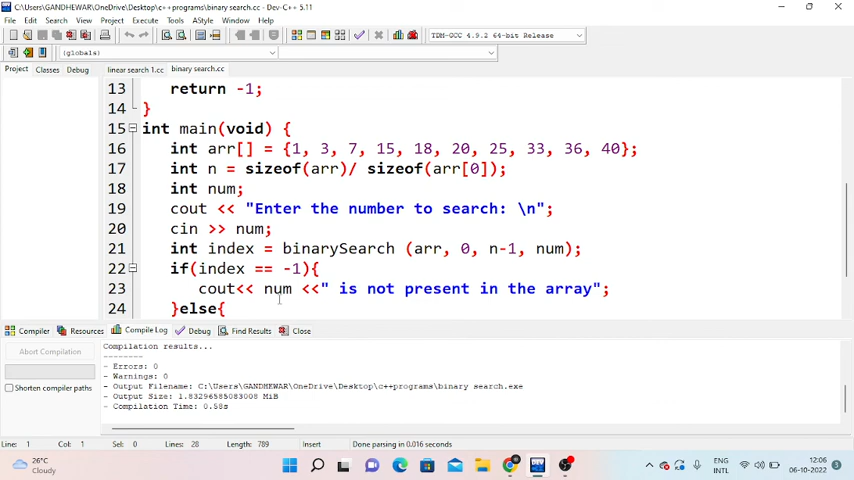 C:\Users\GANDHEWAR\OneDrive\Desktop\c++programs\binary search.cc - Dev-C++ 5.11
File Edit Search View Project Execute Tools AStyle Window Help
TDM-GCC 4.9.2 64-bit Release
(globals)
Project Classes Debug linear search 1.cc binary search.cc
13 return -1;
14 }
15 int main(void) {
16 int arr[] = {1, 3, 7, 15, 18, 20, 25, 33, 36, 40};
17 int n = sizeof(arr)/ sizeof(arr[0]);
18 int num;
19 cout << "Enter the number to search: \n";
20 cin >> num;
21 int index = binarySearch (arr, 0, n-1, num);
22 if(index == -1){
23 cout<< num <<" is not present in the array";
24 }else{
Compiler Resources Compile Log Debug Find Results Close
Abort Compilation
Shorten compiler paths
Compilation results...
--------
- Errors: 0
- Warnings: 0
- Output Filename: C:\Users\GANDHEWAR\OneDrive\Desktop\c++programs\binary search.exe
- Output Size: 1.83296585083008 MiB
- Compilation Time: 0.58s
Line: 1 Col: 1 Sel: 0 Lines: 28 Length: 789 Insert Done parsing in 0.016 seconds
26°C
Cloudy
ENG
INTL
12:06
06-10-2022
3